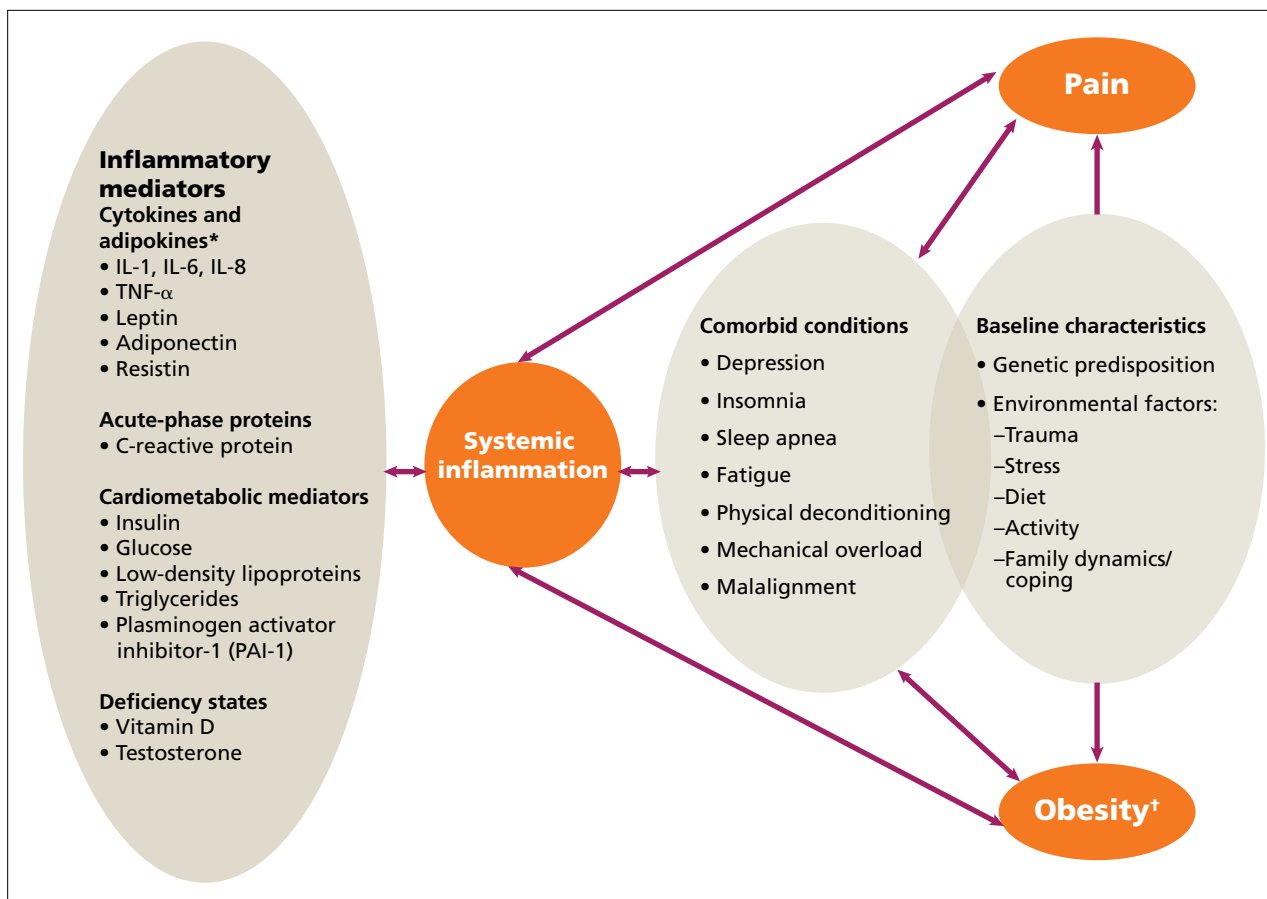 Inflammatory
mediators
Cytokines and
adipokines*
• IL-1, IL-6, IL-8
• TNF-α
• Leptin
• Adiponectin
• Resistin
Acute-phase proteins
• C-reactive protein
Cardiometabolic mediators
• Insulin
• Glucose
• Low-density lipoproteins
• Triglycerides
• Plasminogen activator
inhibitor-1 (PAI-1)
Deficiency states
• Vitamin D
• Testosterone
Systemic
inflammation
Pain
Comorbid conditions
• Depression
• Insomnia
• Sleep apnea
• Fatigue
• Physical deconditioning
• Mechanical overload
• Malalignment
Baseline characteristics
• Genetic predisposition
• Environmental factors:
–Trauma
–Stress
–Diet
–Activity
–Family dynamics/
coping
Obesity†